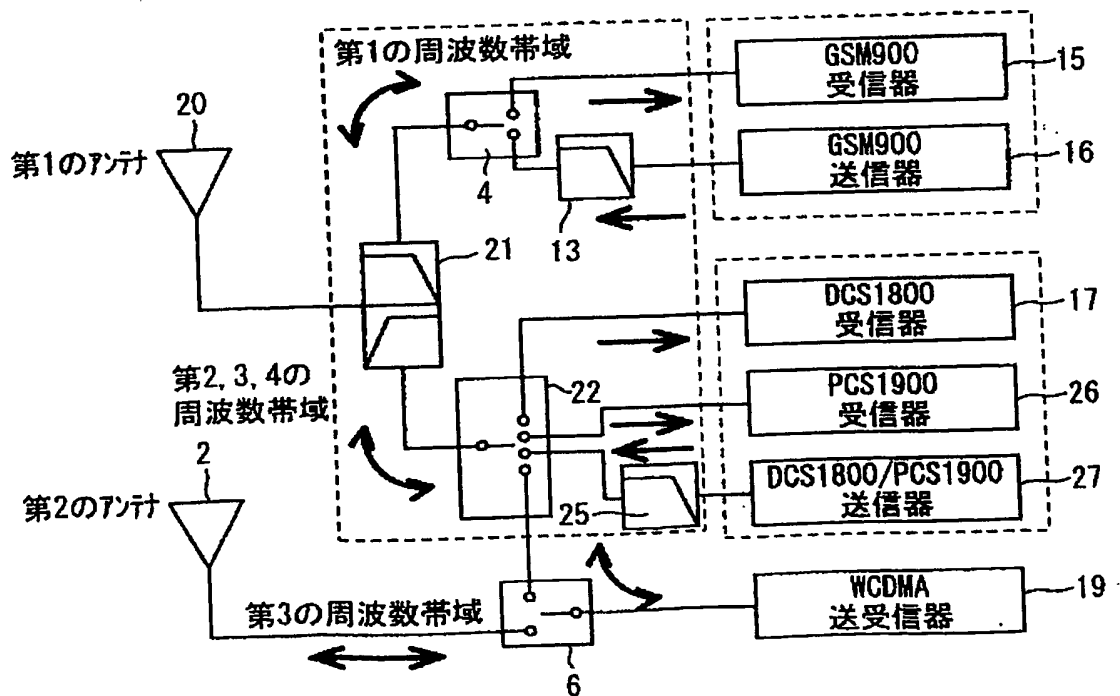 第1の周波数帯域
GSM900
受信器
15
20
第1のアンテナ
4
GSM900
送信器
16
13
21
DCS1800
受信器
17
第2,3,4の
周波数帯域
22
PCS1900
受信器
26
2
第2のアンテナ
25
DCS1800/PCS1900
送信器
27
第3の周波数帯域
WCDMA
送受信器
19
6